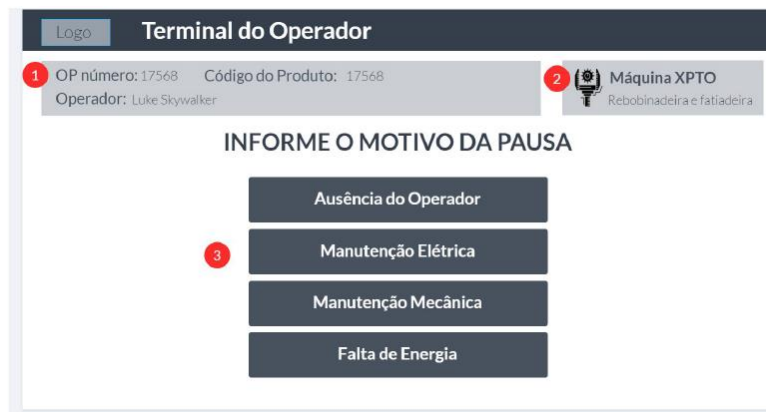 Logo Terminal do Operador
1 OP número: 17568 Código do Produto: 17568
Operador: Luke Skywalker
2 Máquina XPTO
Rebobinadeira e fatiadeira
INFORME O MOTIVO DA PAUSA
Ausência do Operador
3 Manutenção Elétrica
Manutenção Mecânica
Falta de Energia